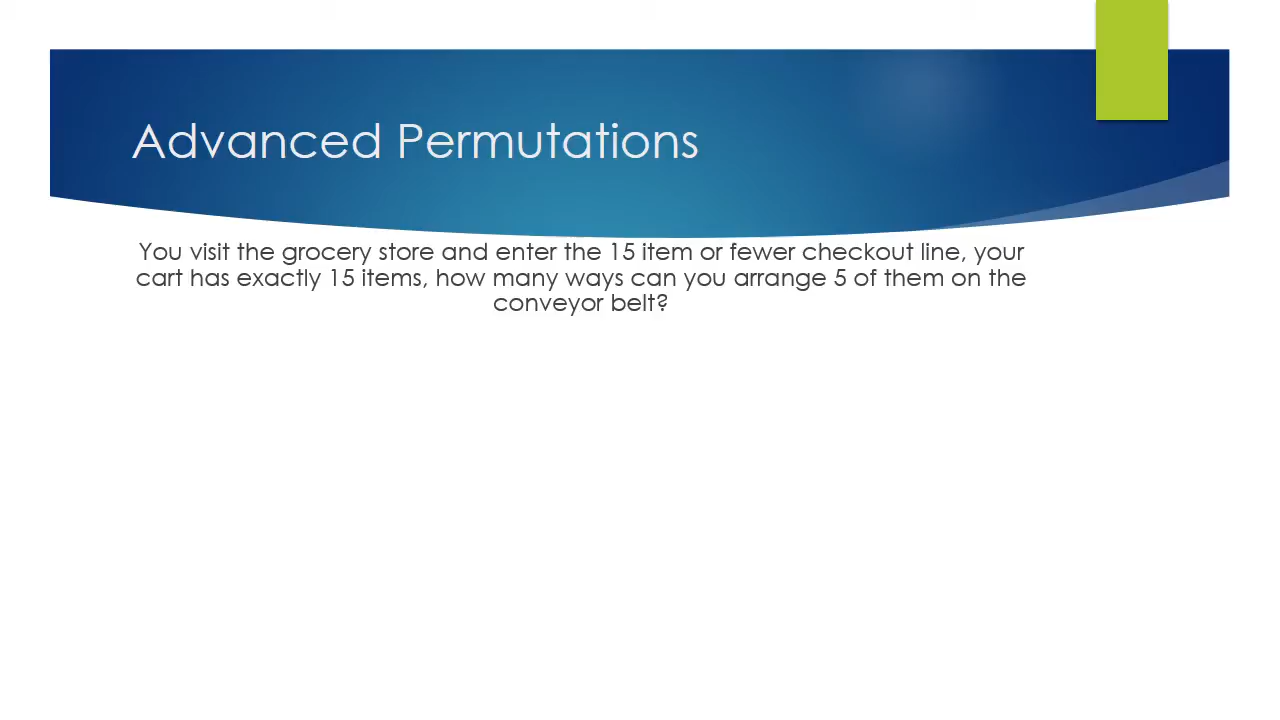 Advanced Permutations
You visit the grocery store and enter the 15 item or fewer checkout line, your
cart has exactly 15 items, how many ways can you arrange 5 of them on the
conveyor belt?